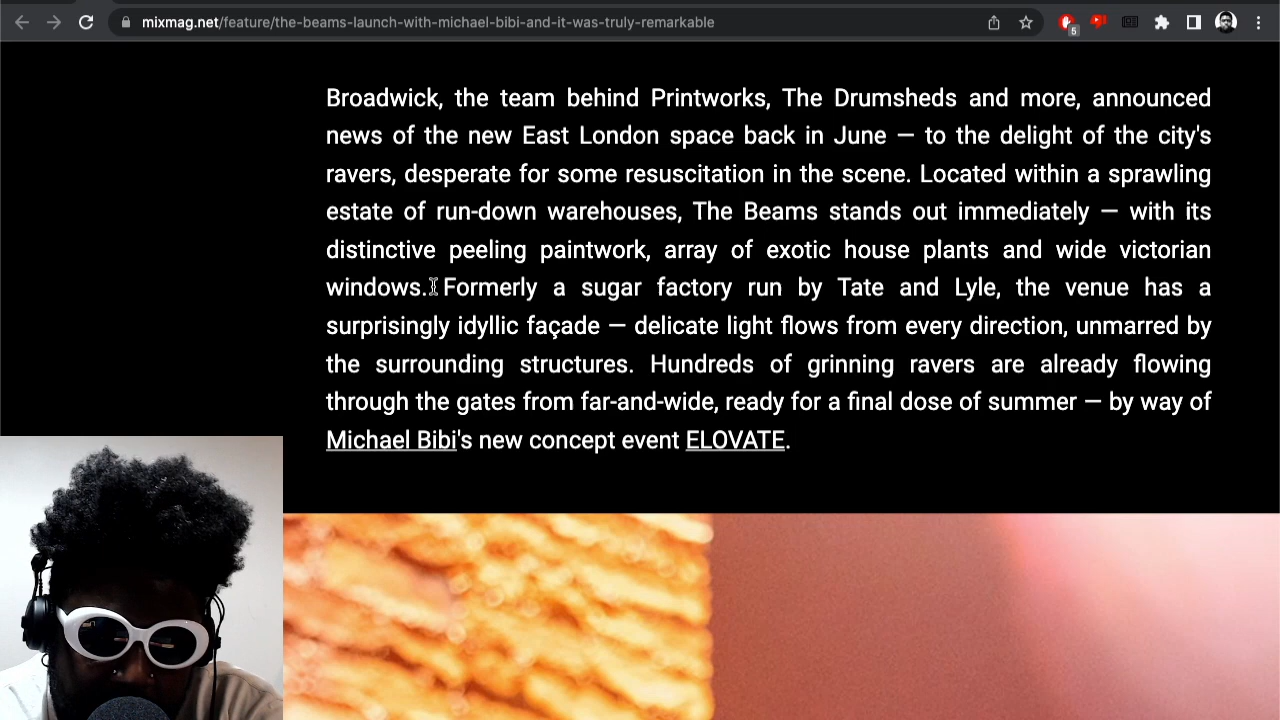 mixmag.net/feature/the-beams-launch-with-michael-bibi-and-it-was-truly-remarkable
5
Broadwick, the team behind Printworks, The Drumsheds and more, announced
news of the new East London space back in June — to the delight of the city's
ravers, desperate for some resuscitation in the scene. Located within a sprawling
estate of run-down warehouses, The Beams stands out immediately — with its
distinctive peeling paintwork, array of exotic house plants and wide victorian
windows. Formerly a sugar factory run by Tate and Lyle, the venue has a
surprisingly idyllic façade — delicate light flows from every direction, unmarred by
the surrounding structures. Hundreds of grinning ravers are already flowing
through the gates from far-and-wide, ready for a final dose of summer — by way of
Michael Bibi's new concept event ELOVATE.